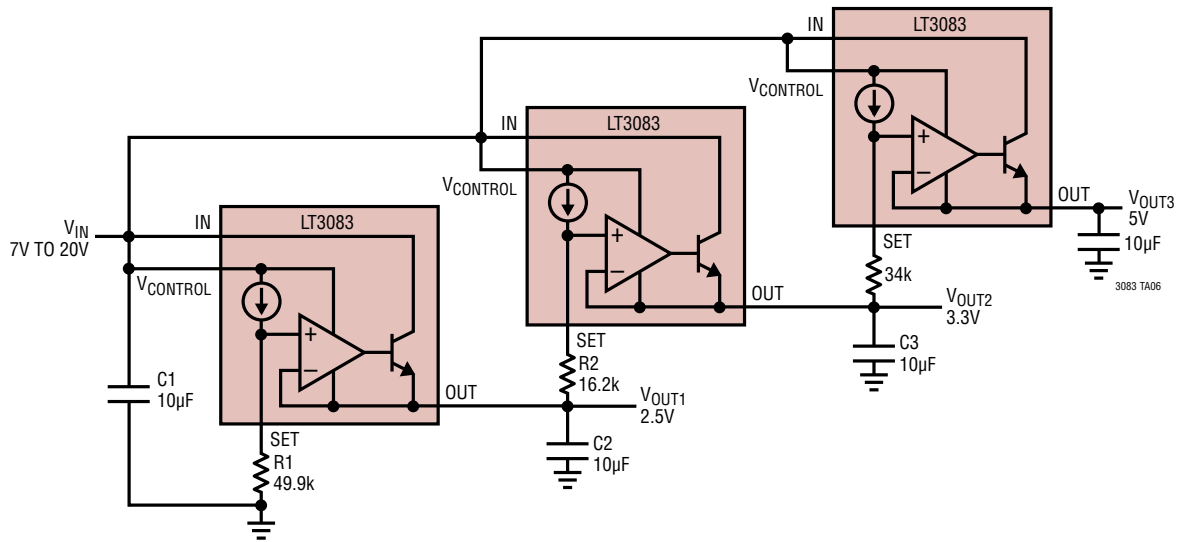 IN
LT3083
VCONTROL
+
–
OUT
VOUT3
5V
10µF
SET
34k
3083 TA06
IN
LT3083
VCONTROL
+
–
OUT
VOUT2
3.3V
C3
10µF
SET
R2
16.2k
VIN
7V TO 20V
IN
LT3083
VCONTROL
+
–
OUT
VOUT1
2.5V
C2
10µF
C1
10µF
SET
R1
49.9k